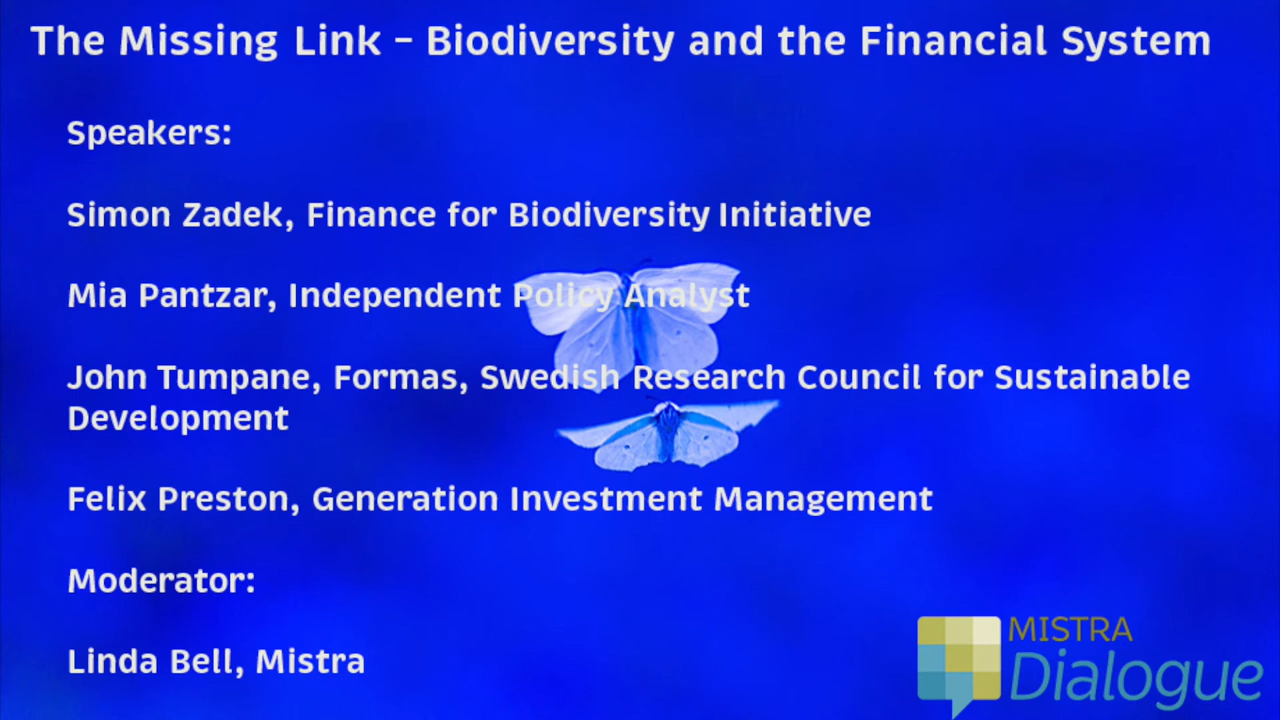 The Missing Link – Biodiversity and the Financial System
Speakers:
Simon Zadek, Finance for Biodiversity Initiative
Mia Pantzar, Independent Policy Analyst
John Tumpane, Formas, Swedish Research Council for Sustainable
Development
Felix Preston, Generation Investment Management
Moderator:
Linda Bell, Mistra
MISTRA
Dialogue